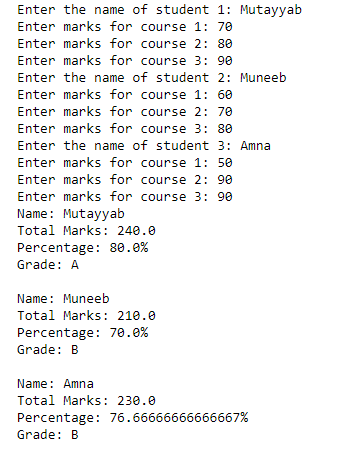 Enter the name of student 1: Mutayyab
Enter marks for course 1: 70
Enter marks for course 2: 80
Enter marks for course 3: 90
Enter the name of student 2: Muneeb
Enter marks for course 1: 60
Enter marks for course 2: 70
Enter marks for course 3: 80
Enter the name of student 3: Amna
Enter marks for course 1: 50
Enter marks for course 2: 90
Enter marks for course 3: 90
Name: Mutayyab
Total Marks: 240.0
Percentage: 80.0%
Grade: A
Name: Muneeb
Total Marks: 210.0
Percentage: 70.0%
Grade: B
Name: Amna
Total Marks: 230.0
Percentage: 76.66666666666667%
Grade: B